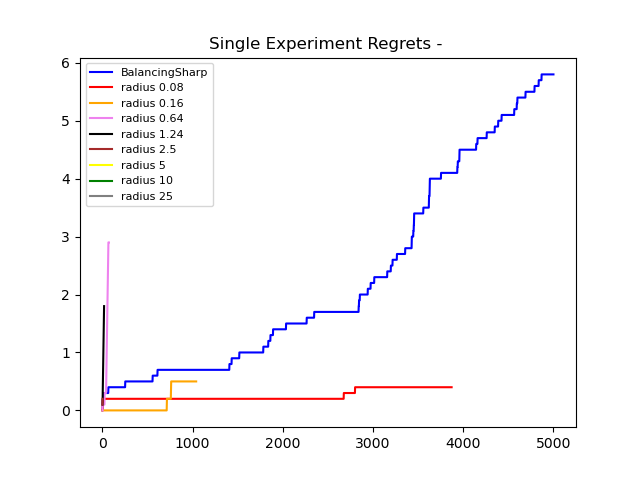 Single Experiment Regrets -
6
5
4
3
2
1
0
BalancingSharp
radius 0.08
radius 0.16
radius 0.64
radius 1.24
radius 2.5
radius 5
radius 10
radius 25
0 1000 2000 3000 4000 5000